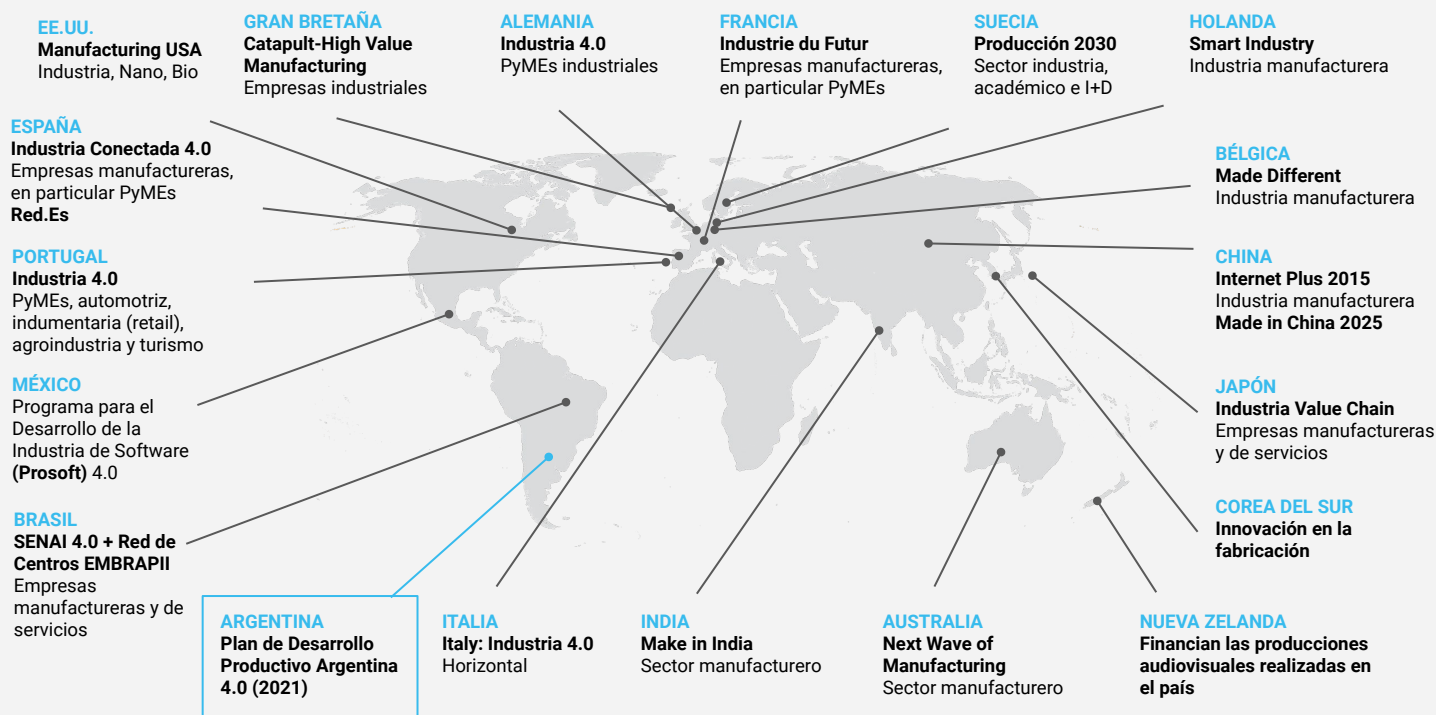 EE.UU.
Manufacturing USA
Industria, Nano, Bio
GRAN BRETAÑA
Catapult-High Value
Manufacturing
Empresas industriales
ALEMANIA
Industria 4.0
PyMEs industriales
FRANCIA
Industrie du Futur
Empresas manufactureras,
en particular PyMEs
SUECIA
Producción 2030
Sector industria,
académico e I+D
HOLANDA
Smart Industry
Industria manufacturera
ESPAÑA
Industria Conectada 4.0
Empresas manufactureras,
en particular PyMEs
Red.Es
BÉLGICA
Made Different
Industria manufacturera
PORTUGAL
Industria 4.0
PyMEs, automotriz,
indumentaria (retail),
agroindustria y turismo
CHINA
Internet Plus 2015
Industria manufacturera
Made in China 2025
MÉXICO
Programa para el
Desarrollo de la
Industria de Software
(Prosoft) 4.0
JAPÓN
Industria Value Chain
Empresas manufactureras
y de servicios
BRASIL
SENAI 4.0 + Red de
Centros EMBRAPII
Empresas
manufactureras y de
servicios
COREA DEL SUR
Innovación en la
fabricación
ARGENTINA
Plan de Desarrollo
Productivo Argentina
4.0 (2021)
ITALIA
Italy: Industria 4.0
Horizontal
INDIA
Make in India
Sector manufacturero
AUSTRALIA
Next Wave of
Manufacturing
Sector manufacturero
NUEVA ZELANDA
Financian las producciones
audiovisuales realizadas en
el país